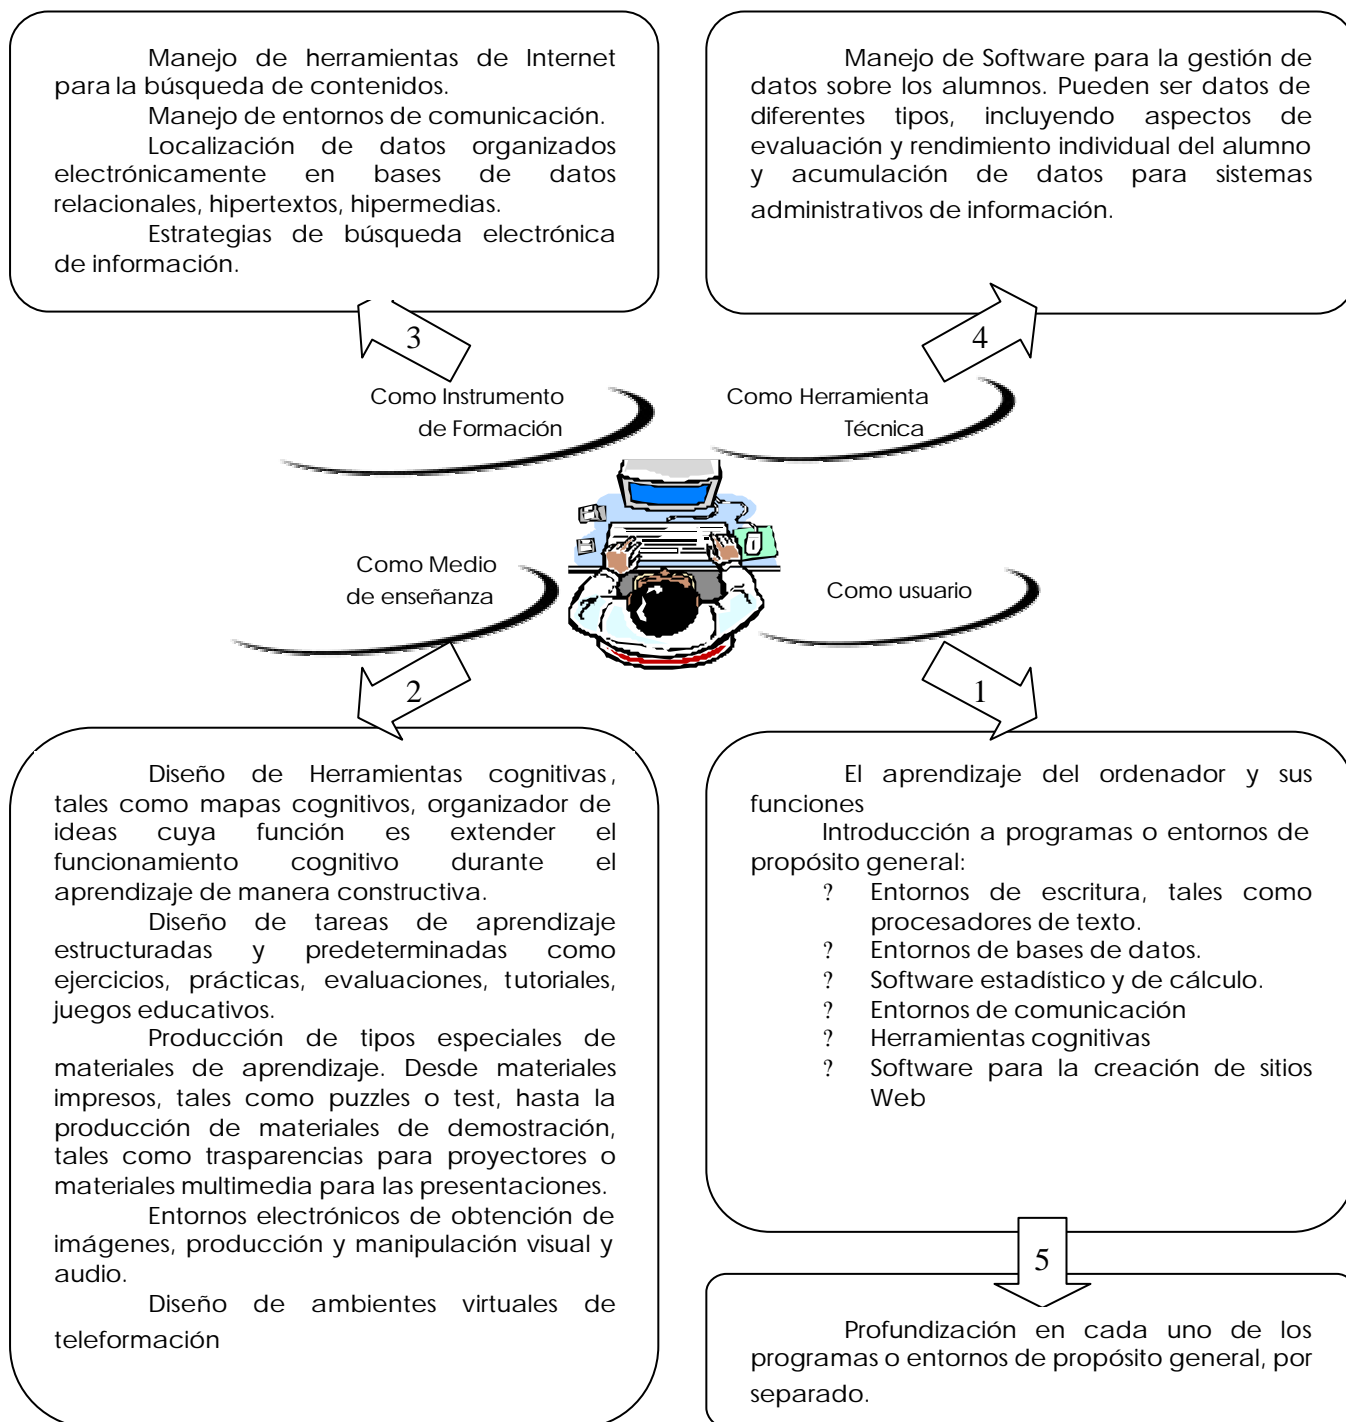 Manejo de herramientas de Internet
para la búsqueda de contenidos.
Manejo de entornos de comunicación.
Localización de datos organizados
electrónicamente en bases de datos
relacionales, hipertextos, hipermedias.
Estrategias de búsqueda electrónica
de información.
Manejo de Software para la gestión de
datos sobre los alumnos. Pueden ser datos de
diferentes tipos, incluyendo aspectos de
evaluación y rendimiento individual del alumno
y acumulación de datos para sistemas
administrativos de información.
3
4
Como Instrumento
de Formación
Como Herramienta
Técnica
Como Medio
de enseñanza
Como usuario
2
1
Diseño de Herramientas cognitivas,
tales como mapas cognitivos, organizador de
ideas cuya función es extender el
funcionamiento cognitivo durante el
aprendizaje de manera constructiva.
Diseño de tareas de aprendizaje
estructuradas y predeterminadas como
ejercicios, prácticas, evaluaciones, tutoriales,
juegos educativos.
Producción de tipos especiales de
materiales de aprendizaje. Desde materiales
impresos, tales como puzzles o test, hasta la
producción de materiales de demostración,
tales como trasparencias para proyectores o
materiales multimedia para las presentaciones.
Entornos electrónicos de obtención de
imágenes, producción y manipulación visual y
audio.
Diseño de ambientes virtuales de
teleformación
El aprendizaje del ordenador y sus
funciones
Introducción a programas o entornos de
propósito general:
? Entornos de escritura, tales como
procesadores de texto.
? Entornos de bases de datos.
? Software estadístico y de cálculo.
? Entornos de comunicación
? Herramientas cognitivas
? Software para la creación de sitios
Web
5
Profundización en cada uno de los
programas o entornos de propósito general, por
separado.